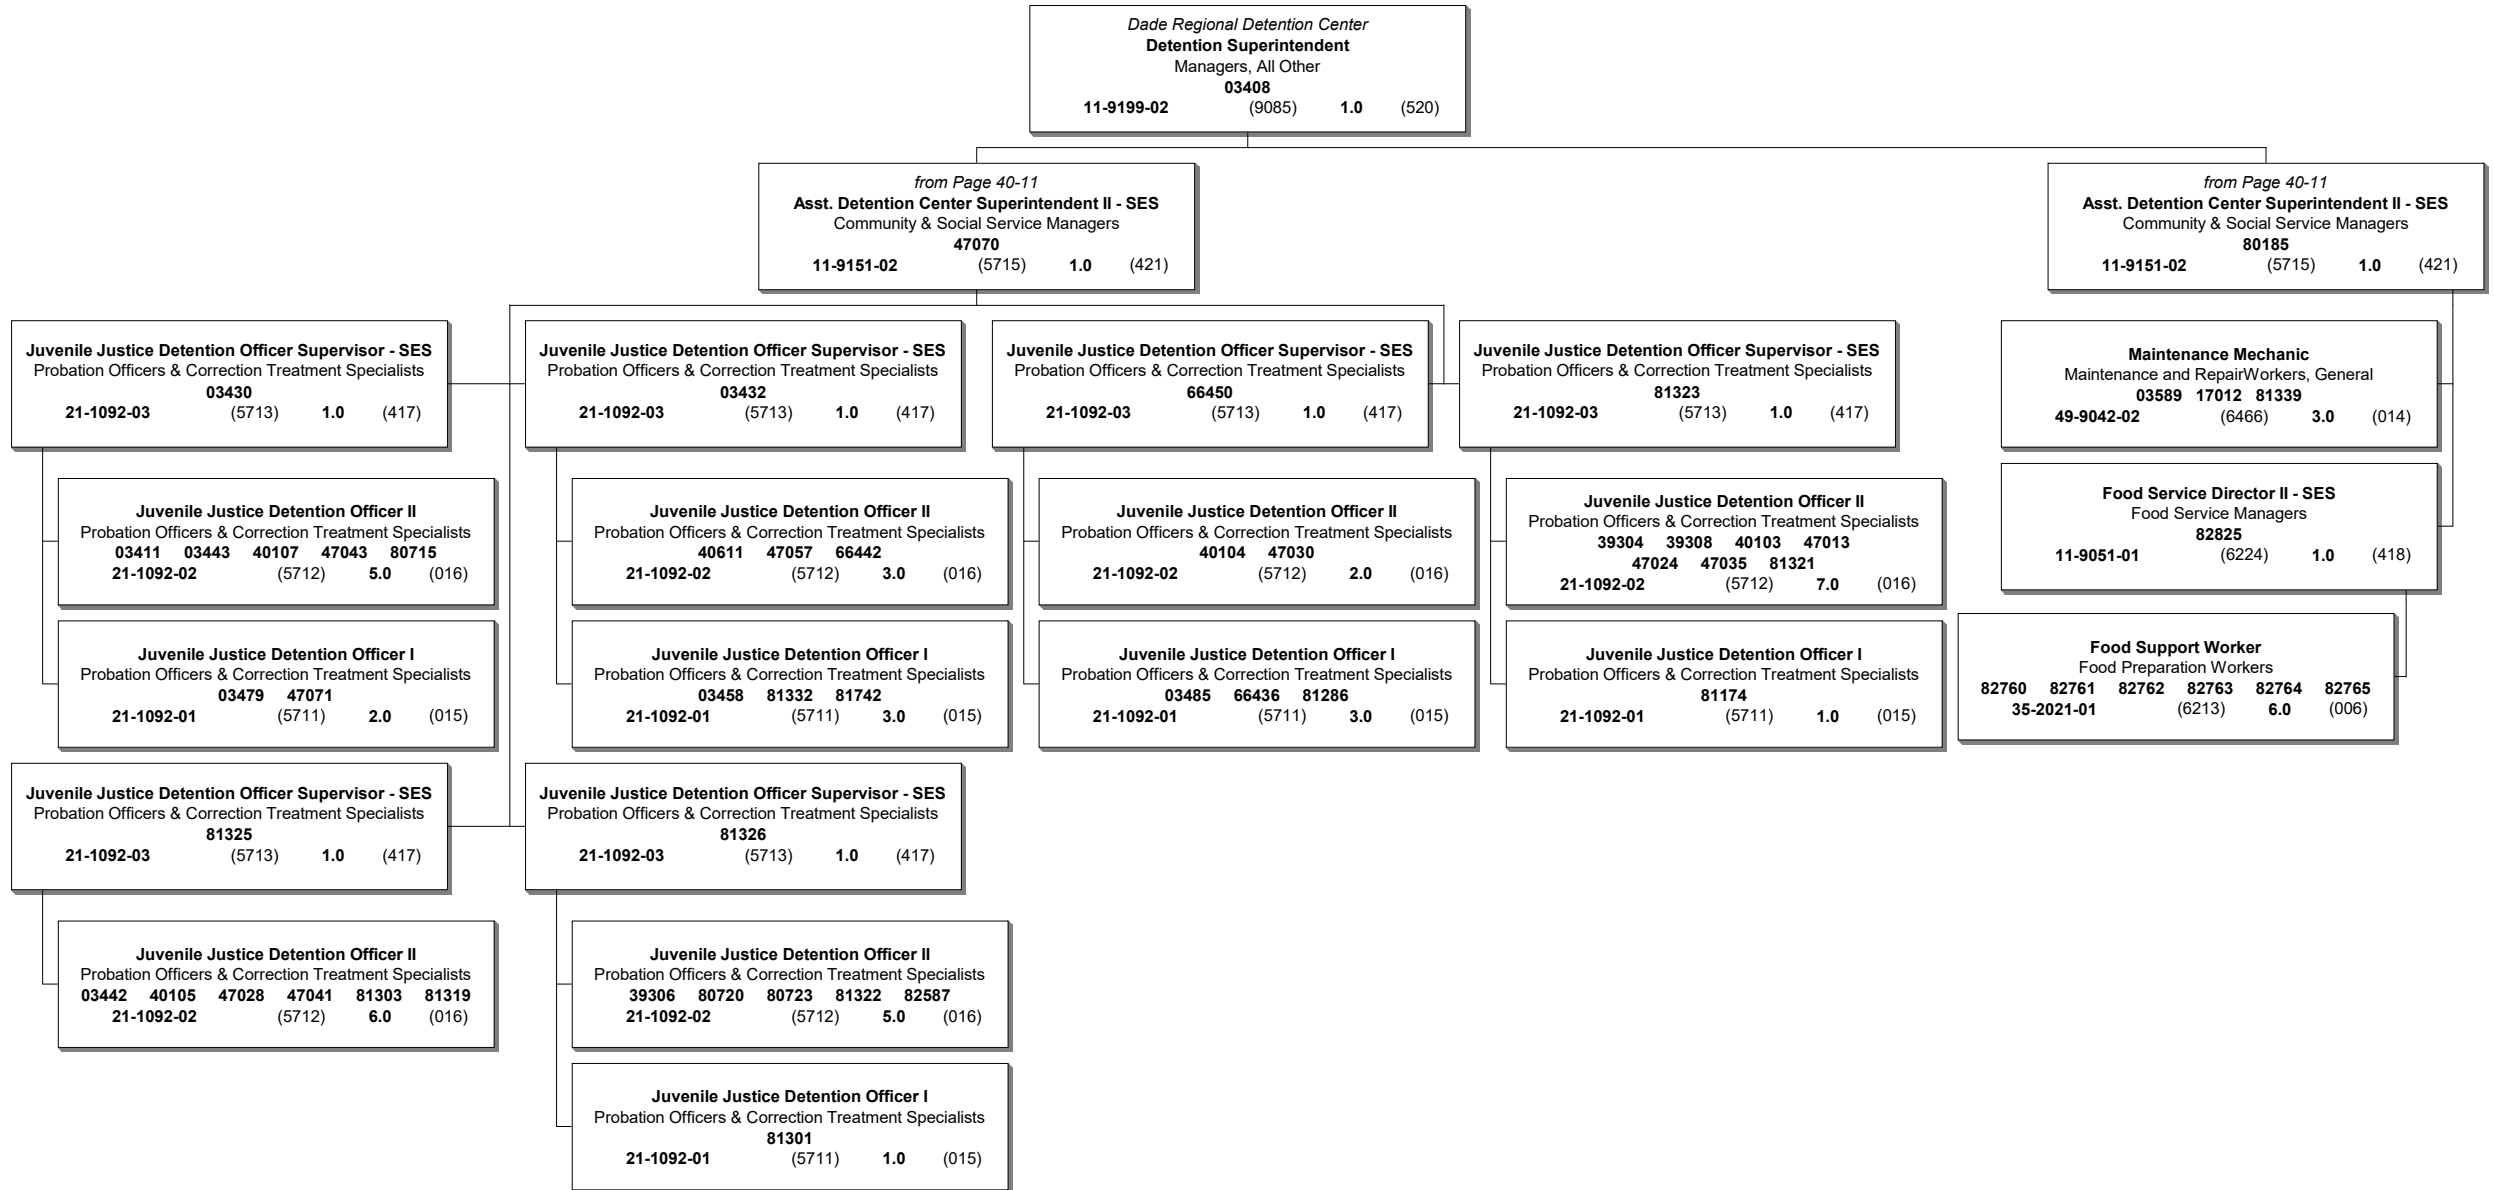 Dade Regional Detention Center
Detention Superintendent
Managers, All Other
03408
11-9199-02 (9085) 1.0 (520)
from Page 40-11
Asst. Detention Center Superintendent II - SES
Community & Social Service Managers
47070
11-9151-02 (5715) 1.0 (421)
from Page 40-11
Asst. Detention Center Superintendent II - SES
Community & Social Service Managers
80185
11-9151-02 (5715) 1.0 (421)
Juvenile Justice Detention Officer Supervisor - SES
Probation Officers & Correction Treatment Specialists
03430
21-1092-03 (5713) 1.0 (417)
Juvenile Justice Detention Officer Supervisor - SES
Probation Officers & Correction Treatment Specialists
03432
21-1092-03 (5713) 1.0 (417)
Juvenile Justice Detention Officer Supervisor - SES
Probation Officers & Correction Treatment Specialists
66450
21-1092-03 (5713) 1.0 (417)
Juvenile Justice Detention Officer Supervisor - SES
Probation Officers & Correction Treatment Specialists
81323
21-1092-03 (5713) 1.0 (417)
Maintenance Mechanic
Maintenance and RepairWorkers, General
03589 17012 81339
49-9042-02 (6466) 3.0 (014)
Juvenile Justice Detention Officer II
Probation Officers & Correction Treatment Specialists
03411 03443 40107 47043 80715
21-1092-02 (5712) 5.0 (016)
Juvenile Justice Detention Officer II
Probation Officers & Correction Treatment Specialists
40611 47057 66442
21-1092-02 (5712) 3.0 (016)
Juvenile Justice Detention Officer II
Probation Officers & Correction Treatment Specialists
40104 47030
21-1092-02 (5712) 2.0 (016)
Juvenile Justice Detention Officer II
Probation Officers & Correction Treatment Specialists
39304 39308 40103 47013
47024 47035 81321
21-1092-02 (5712) 7.0 (016)
Food Service Director II - SES
Food Service Managers
82825
11-9051-01 (6224) 1.0 (418)
Juvenile Justice Detention Officer I
Probation Officers & Correction Treatment Specialists
03479 47071
21-1092-01 (5711) 2.0 (015)
Juvenile Justice Detention Officer I
Probation Officers & Correction Treatment Specialists
03458 81332 81742
21-1092-01 (5711) 3.0 (015)
Juvenile Justice Detention Officer I
Probation Officers & Correction Treatment Specialists
03485 66436 81286
21-1092-01 (5711) 3.0 (015)
Juvenile Justice Detention Officer I
Probation Officers & Correction Treatment Specialists
81174
21-1092-01 (5711) 1.0 (015)
Food Support Worker
Food Preparation Workers
82760 82761 82762 82763 82764 82765
35-2021-01 (6213) 6.0 (006)
Juvenile Justice Detention Officer Supervisor - SES
Probation Officers & Correction Treatment Specialists
81325
21-1092-03 (5713) 1.0 (417)
Juvenile Justice Detention Officer Supervisor - SES
Probation Officers & Correction Treatment Specialists
81326
21-1092-03 (5713) 1.0 (417)
Juvenile Justice Detention Officer II
Probation Officers & Correction Treatment Specialists
03442 40105 47028 47041 81303 81319
21-1092-02 (5712) 6.0 (016)
Juvenile Justice Detention Officer II
Probation Officers & Correction Treatment Specialists
39306 80720 80723 81322 82587
21-1092-02 (5712) 5.0 (016)
Juvenile Justice Detention Officer I
Probation Officers & Correction Treatment Specialists
81301
21-1092-01 (5711) 1.0 (015)